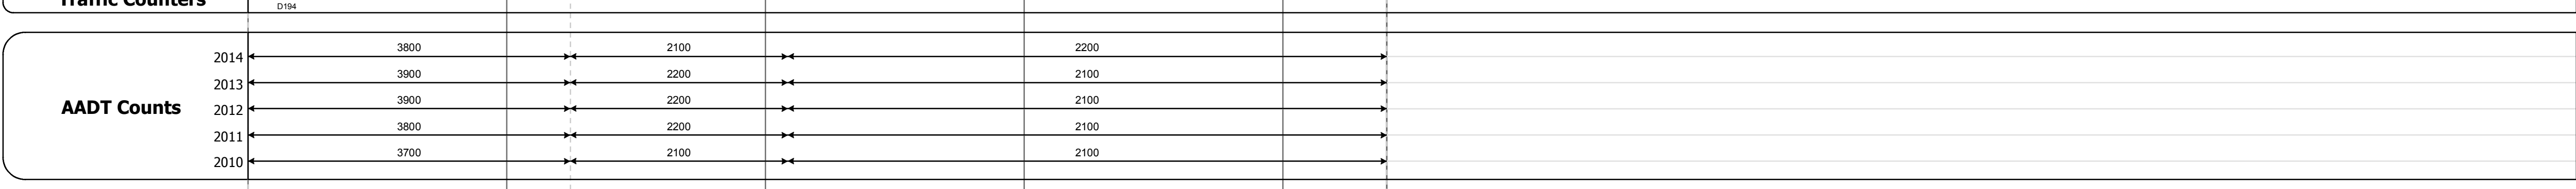 Traffic Counters
D194
AADT Counts
2014 3800 2100 2200
2013 3900 2200 2100
2012 3900 2200 2100
2011 3800 2200 2100
2010 3700 2100 2100